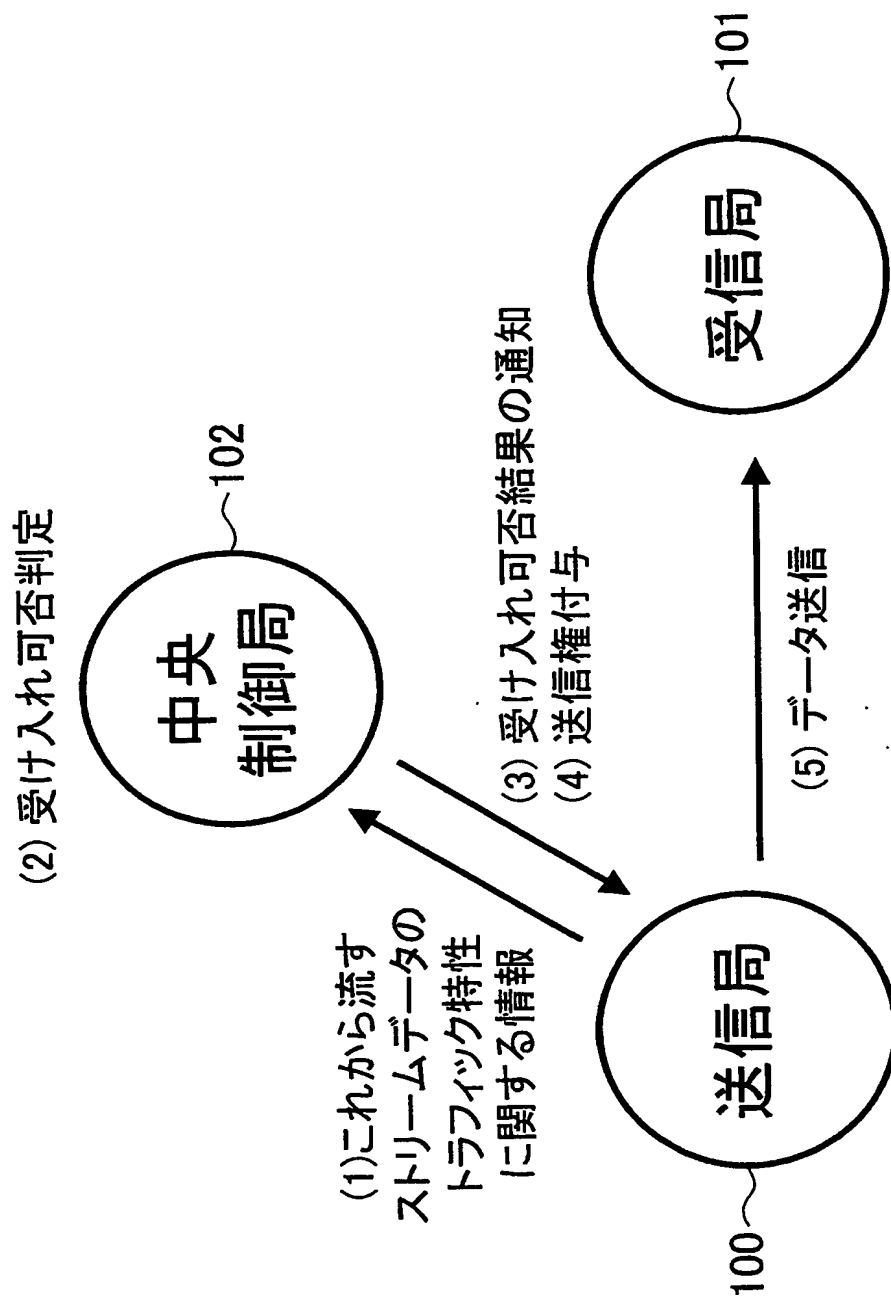 (2) 受け入れ可否判定
中央
制御局
102
(1)これから流す
ストリームデータの
トラフィック特性
に関する情報
(3) 受け入れ可否結果の通知
(4) 送信権付与
送信局
100
(5) データ送信
受信局
101